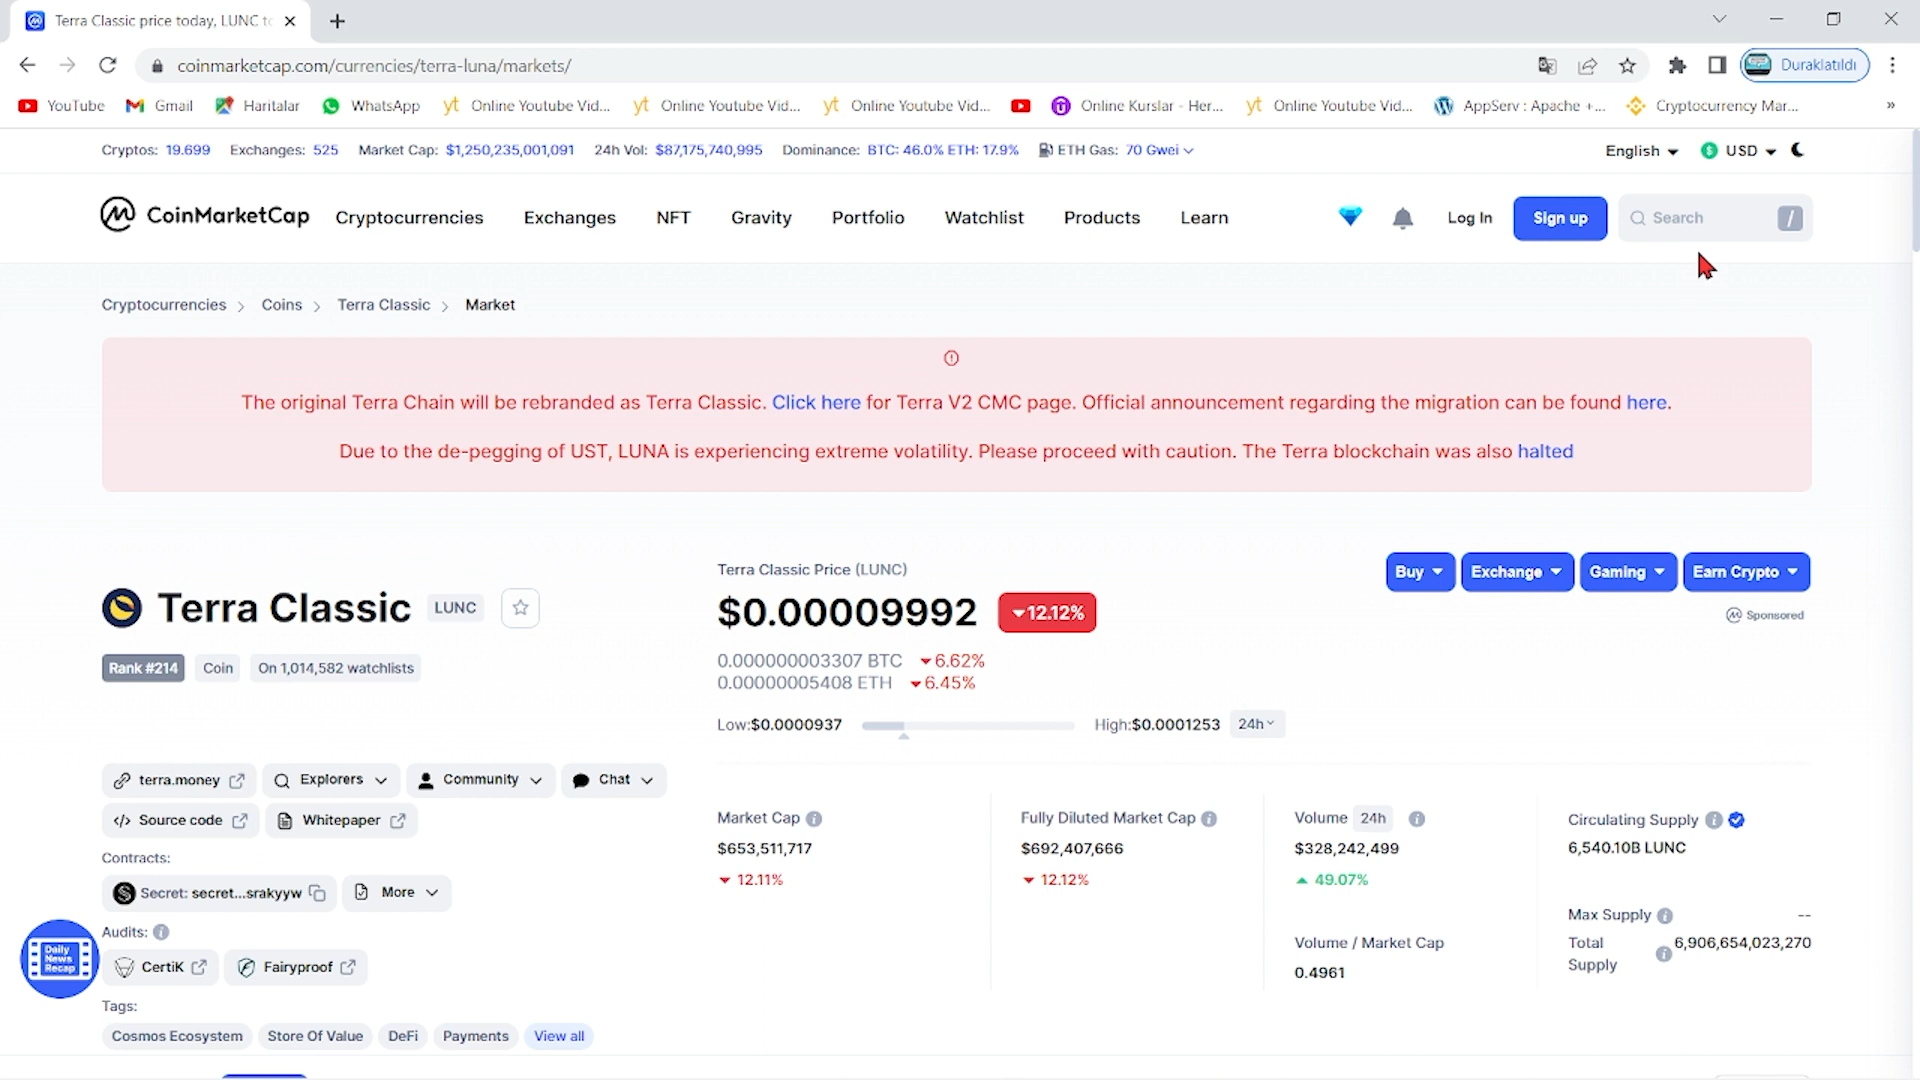 Terra Classic price today, LUNC to
coinmarketcap.com/currencies/terra-luna/markets/
Duraklatıldı
YouTube Gmail Haritalar WhatsApp Online Youtube Vid... Online Youtube Vid... Online Youtube Vid... Online Kurslar - Her... Online Youtube Vid... AppServ : Apache +... Cryptocurrency Mar... »
Cryptos: 19.699 Exchanges: 525 Market Cap: $1,250,235,001,091 24h Vol: $87,175,740,995 Dominance: BTC: 46.0% ETH: 17.9% ETH Gas: 70 Gwei English USD
CoinMarketCap Cryptocurrencies Exchanges NFT Gravity Portfolio Watchlist Products Learn Log In Sign up Search /
Cryptocurrencies > Coins > Terra Classic > Market
The original Terra Chain will be rebranded as Terra Classic. Click here for Terra V2 CMC page. Official announcement regarding the migration can be found here.
Due to the de-pegging of UST, LUNA is experiencing extreme volatility. Please proceed with caution. The Terra blockchain was also halted
Terra Classic LUNC
Rank #214 Coin On 1,014,582 watchlists
Terra Classic Price (LUNC)
$0.00009992 12.12%
0.000000003307 BTC 6.62%
0.00000005408 ETH 6.45%
Low:$0.0000937 High:$0.0001253 24h
Buy Exchange Gaming Earn Crypto
Sponsored
terra.money Explorers Community Chat
Source code Whitepaper
Contracts:
Secret: secret...srakyyw More
Audits:
CertiK Fairyproof
Tags:
Cosmos Ecosystem Store Of Value DeFi Payments View all
Daily
News
Recap
Market Cap
$653,511,717
12.11%
Fully Diluted Market Cap
$692,407,666
12.12%
Volume 24h
$328,242,499
49.07%
Volume / Market Cap
0.4961
Circulating Supply
6,540.10B LUNC
Max Supply --
Total Supply 6,906,654,023,270